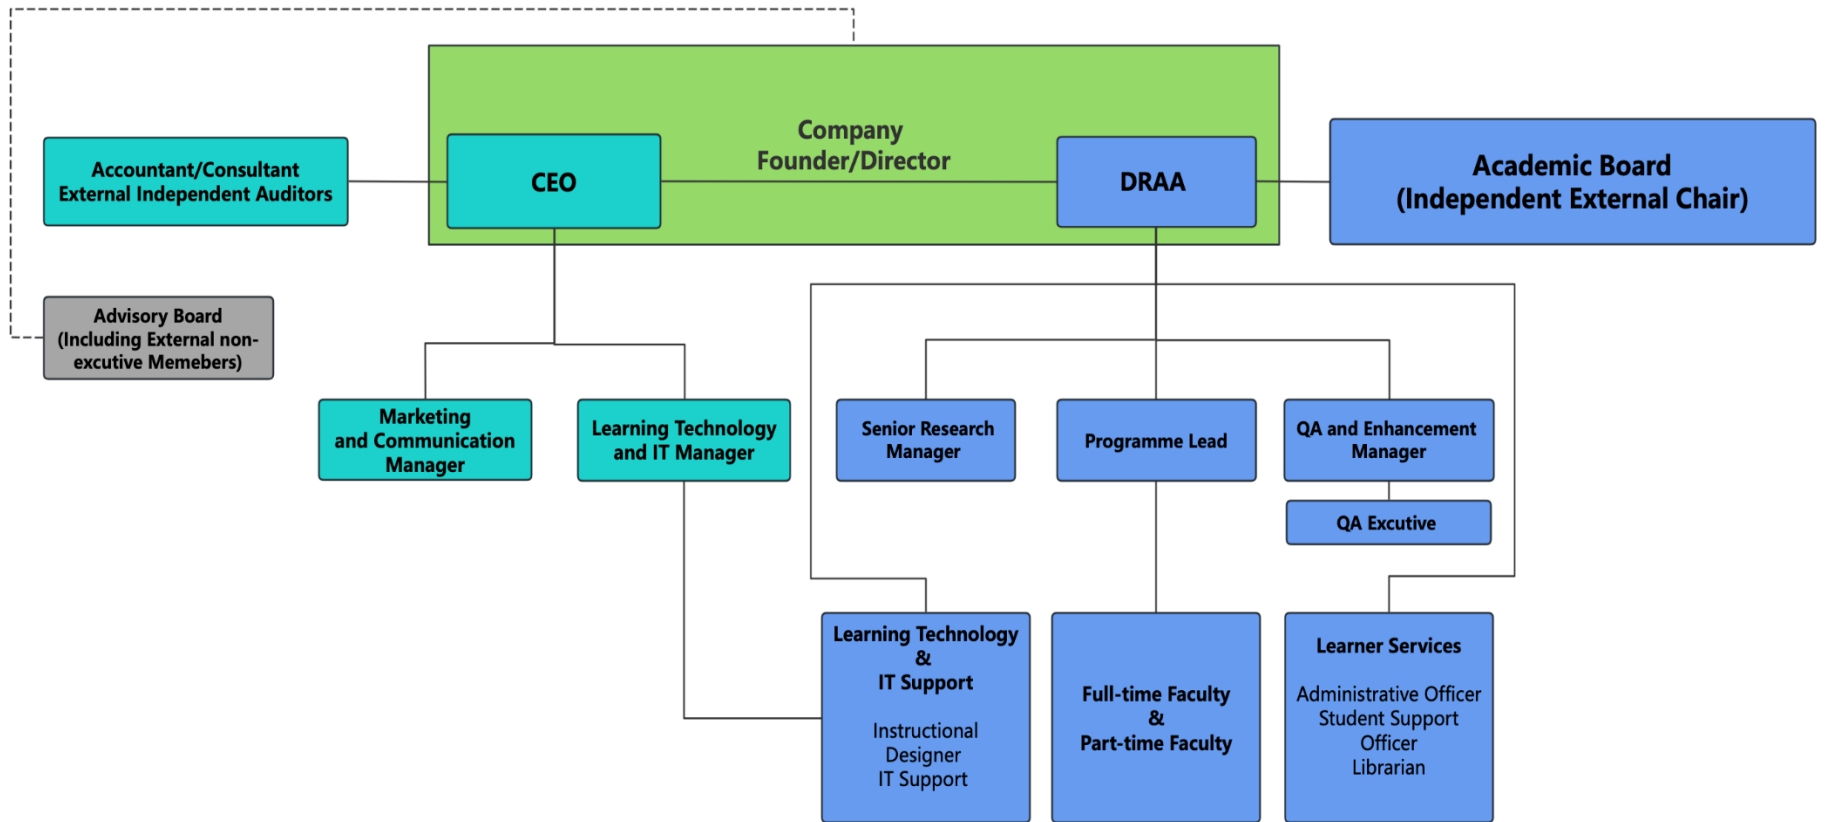 Company
Founder/Director
Accountant/Consultant
External Independent Auditors
CEO
DRAA
Academic Board
(Independent External Chair)
Advisory Board
(Including External non-
excutive Memebers)
Marketing
and Communication
Manager
Learning Technology
and IT Manager
Senior Research
Manager
Programme Lead
QA and Enhancement
Manager
QA Excutive
Learning Technology
&
IT Support
Instructional
Designer
IT Support
Full-time Faculty
&
Part-time Faculty
Learner Services
Administrative Officer
Student Support
Officer
Librarian